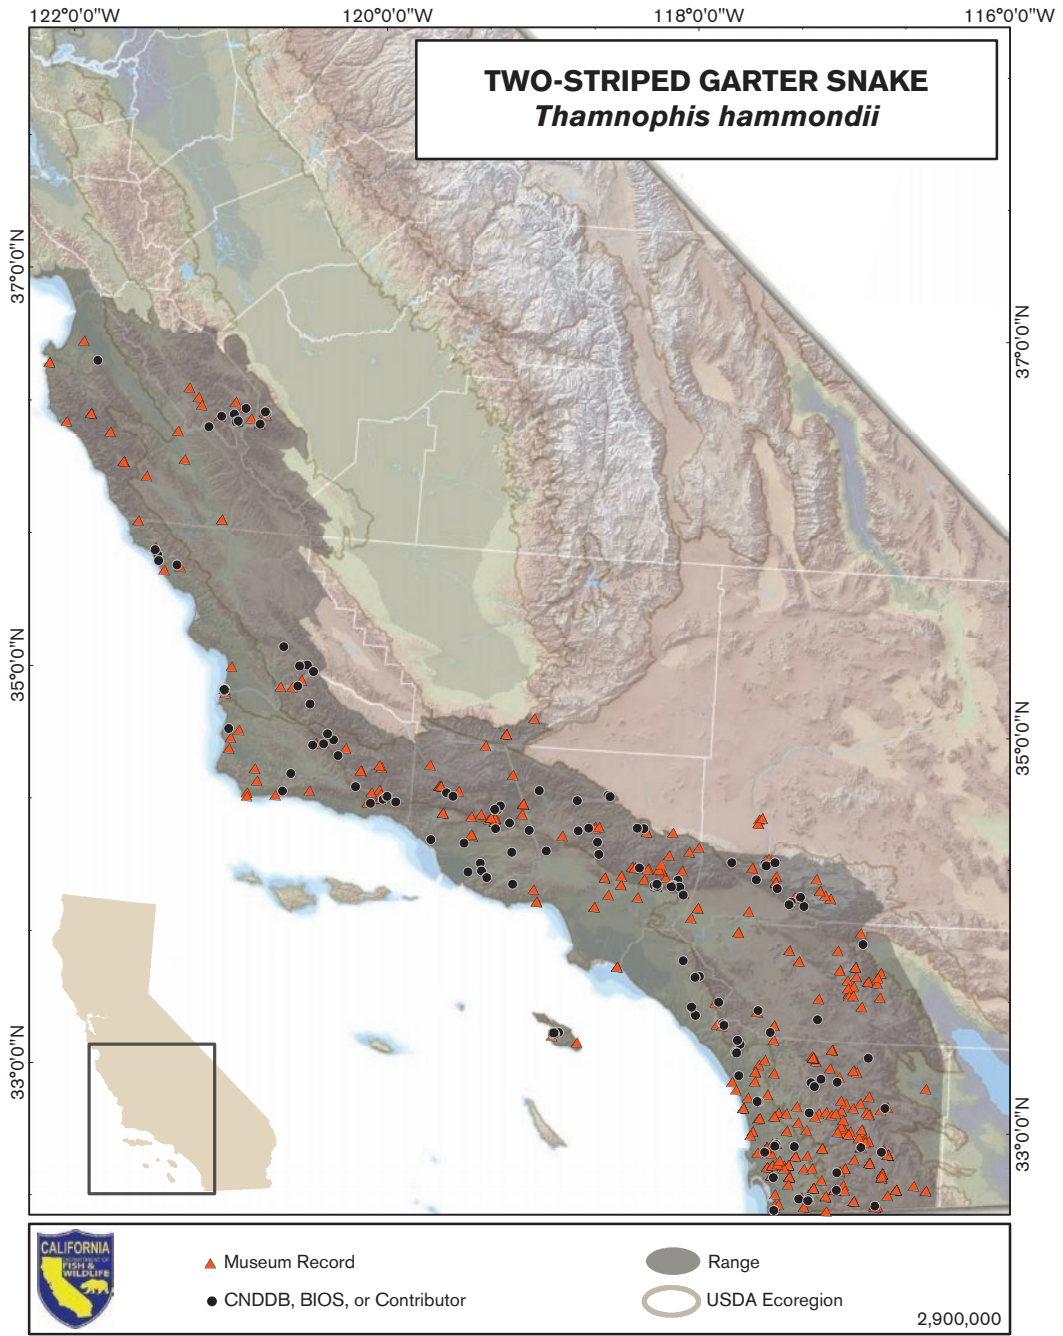 122°0'0"W
120°0'0"W
118°0'0"W
116°0'0"W
TWO-STRIPED GARTER SNAKE
Thamnophis hammondii
37°0'0"N
37°0'0"N
35°0'0"N
35°0'0"N
33°0'0"N
33°0'0"N
CALIFORNIA
DEPARTMENT OF
FISH &
WILDLIFE
Museum Record
Range
CNDDB, BIOS, or Contributor
USDA Ecoregion
2,900,000